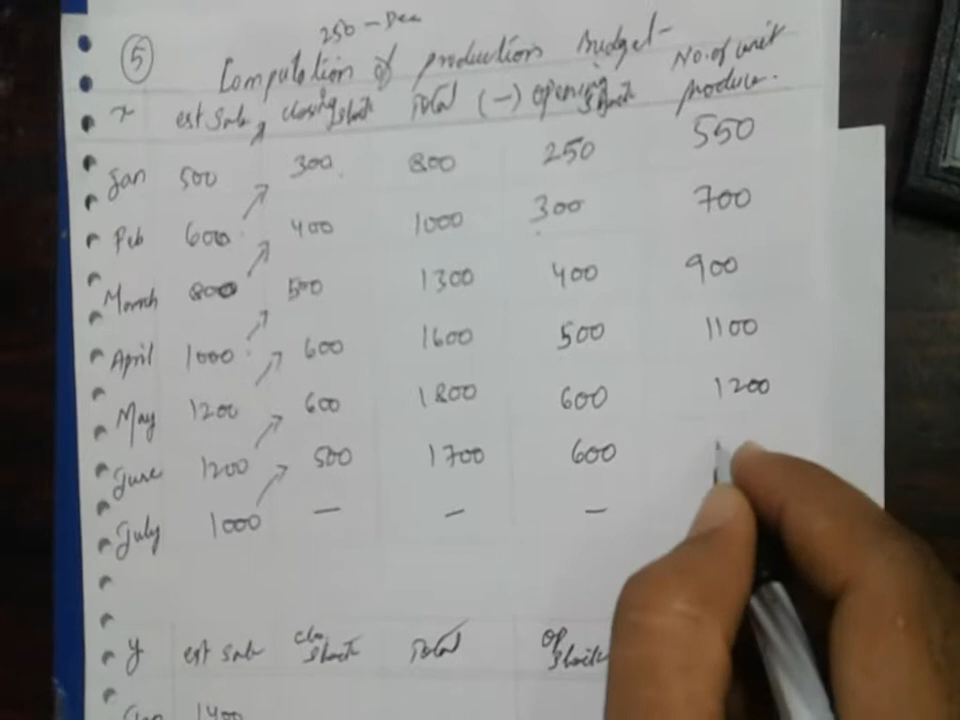 250 - Dec
5
Computation of production Budget-
x est Sale closing Stock Total (-) opening Stock No. of unit produce.
Jan 500 300 800 250 550
Feb 600 400 1000 300 700
March 800 500 1300 400 900
April 1000 600 1600 500 1100
May 1200 600 1800 600 1200
June 1200 500 1700 600
July 1000 - - -
y est Sale clo Stock Total Op Stock
Jan 1400